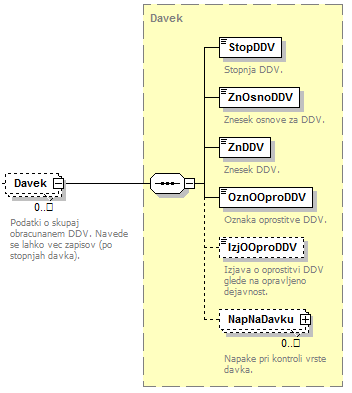 Davek
StopDDV
Stopnja DDV.
ZnOsnoDDV
Znesek osnove za DDV.
ZnDDV
Znesek DDV.
Davek
0..□
Podatki o skupaj
obracunanem DDV. Navede
se lahko vec zapisov (po
stopnjah davka).
OznOOproDDV
Oznaka oprostitve DDV.
IzjOOproDDV
Izjava o oprostitvi DDV
glede na opravljeno
dejavnost.
NapNaDavku
0..□
Napake pri kontroli vrste
davka.